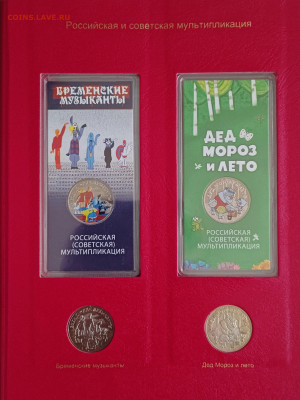 COINS.LAV.RU
Российская и советская мультипликация
БРЕМЕНСКИЕ
МУЗЫКАНТЫ
РОССИЙСКАЯ
(СОВЕТСКАЯ)
МУЛЬТИПЛИКАЦИЯ
ДЕД
МОРОЗ
и ЛЕТО
РОССИЙСКАЯ
(СОВЕТСКАЯ)
МУЛЬТИПЛИКАЦИЯ
Бременские музыканты
Дед Мороз и лето